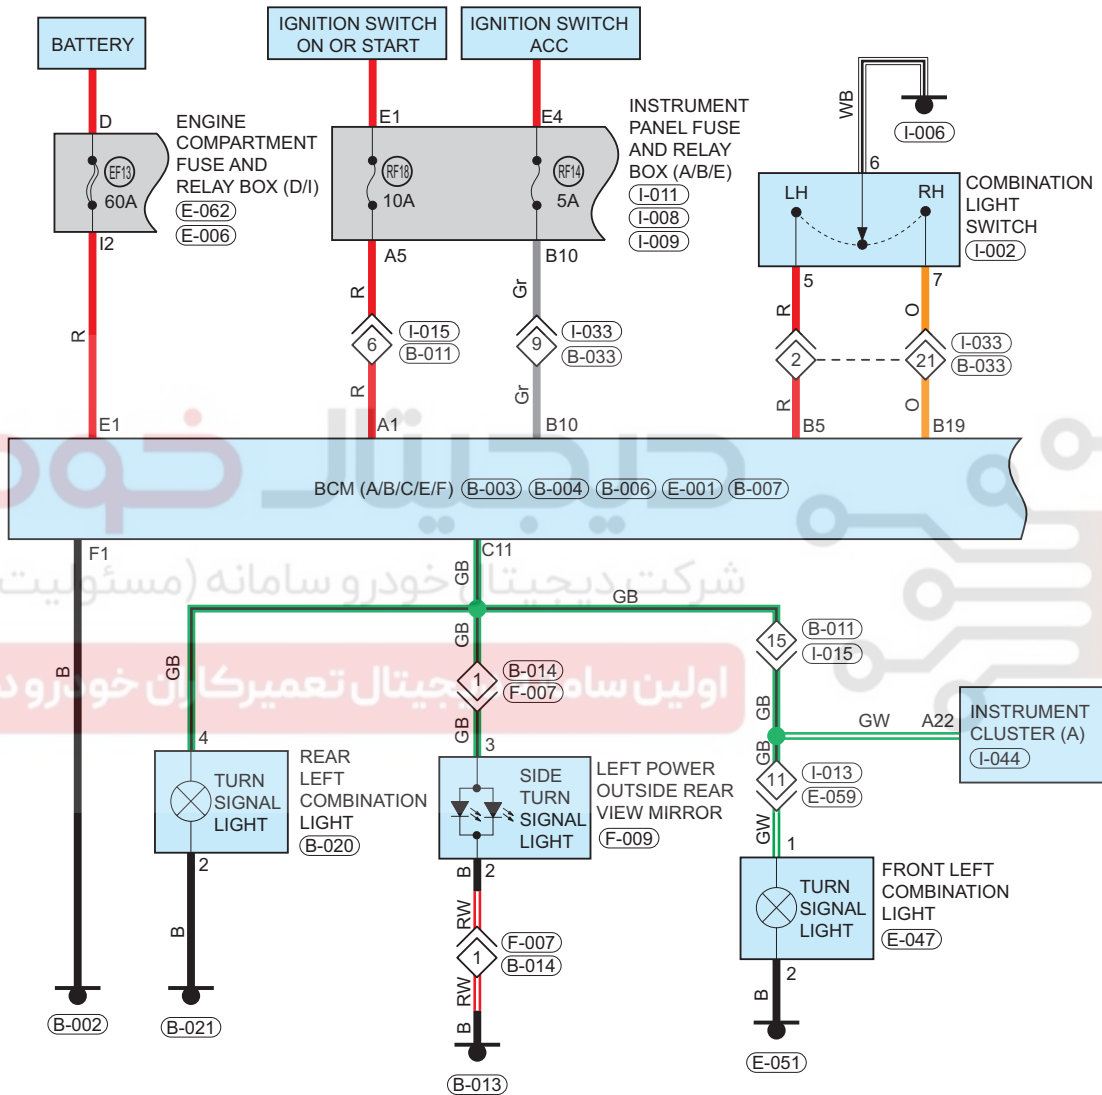 BATTERY
IGNITION SWITCH
ON OR START
IGNITION SWITCH
ACC
D
E1
E4
EF13
60A
ENGINE
COMPARTMENT
FUSE AND
RELAY BOX (D/I)
E-062
E-006
RF18
10A
RF14
5A
INSTRUMENT
PANEL FUSE
AND RELAY
BOX (A/B/E)
I-011
I-008
I-009
WB
I-006
6
LH
RH
COMBINATION
LIGHT
SWITCH
I-002
I2
A5
B10
5
7
R
R
Gr
R
O
6
I-015
B-011
9
I-033
B-033
2
21
I-033
B-033
R
Gr
R
O
E1
A1
B10
B5
B19
دیجیتال خودرو
BCM (A/B/C/E/F)
B-003
B-004
B-006
E-001
B-007
F1
C11
شرکت دیجیتال خودرو سامانه (مسئولیت
GB
GB
GB
GB
B
15
B-011
I-015
1
B-014
F-007
GB
GB
GB
GW
A22
INSTRUMENT
CLUSTER (A)
I-044
11
I-013
E-059
GW
4
TURN
SIGNAL
LIGHT
REAR
LEFT
COMBINATION
LIGHT
B-020
2
B
3
SIDE
TURN
SIGNAL
LIGHT
LEFT POWER
OUTSIDE REAR
VIEW MIRROR
F-009
B
2
RW
1
F-007
B-014
RW
B
1
TURN
SIGNAL
LIGHT
FRONT LEFT
COMBINATION
LIGHT
E-047
2
B
B-002
B-021
B-013
E-051